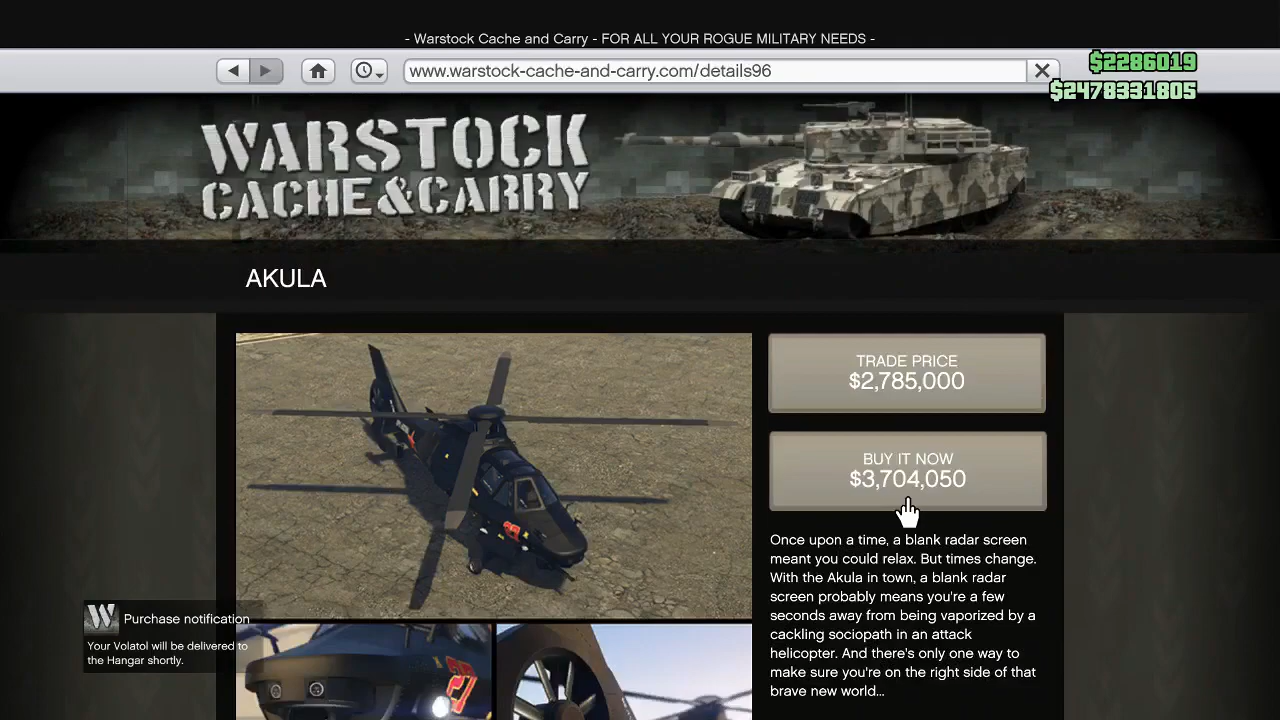 - Warstock Cache and Carry - FOR ALL YOUR ROGUE MILITARY NEEDS -
www.warstock-cache-and-carry.com/details96
$2286019
$2478331805
WARSTOCK
CACHE&CARRY
AKULA
TRADE PRICE
$2,785,000
BUY IT NOW
$3,704,050
Once upon a time, a blank radar screen
meant you could relax. But times change.
With the Akula in town, a blank radar
screen probably means you're a few
seconds away from being vaporized by a
cackling sociopath in an attack
helicopter. And there's only one way to
make sure you're on the right side of that
brave new world...
W
Purchase notification
Your Volatol will be delivered to
the Hangar shortly.
27